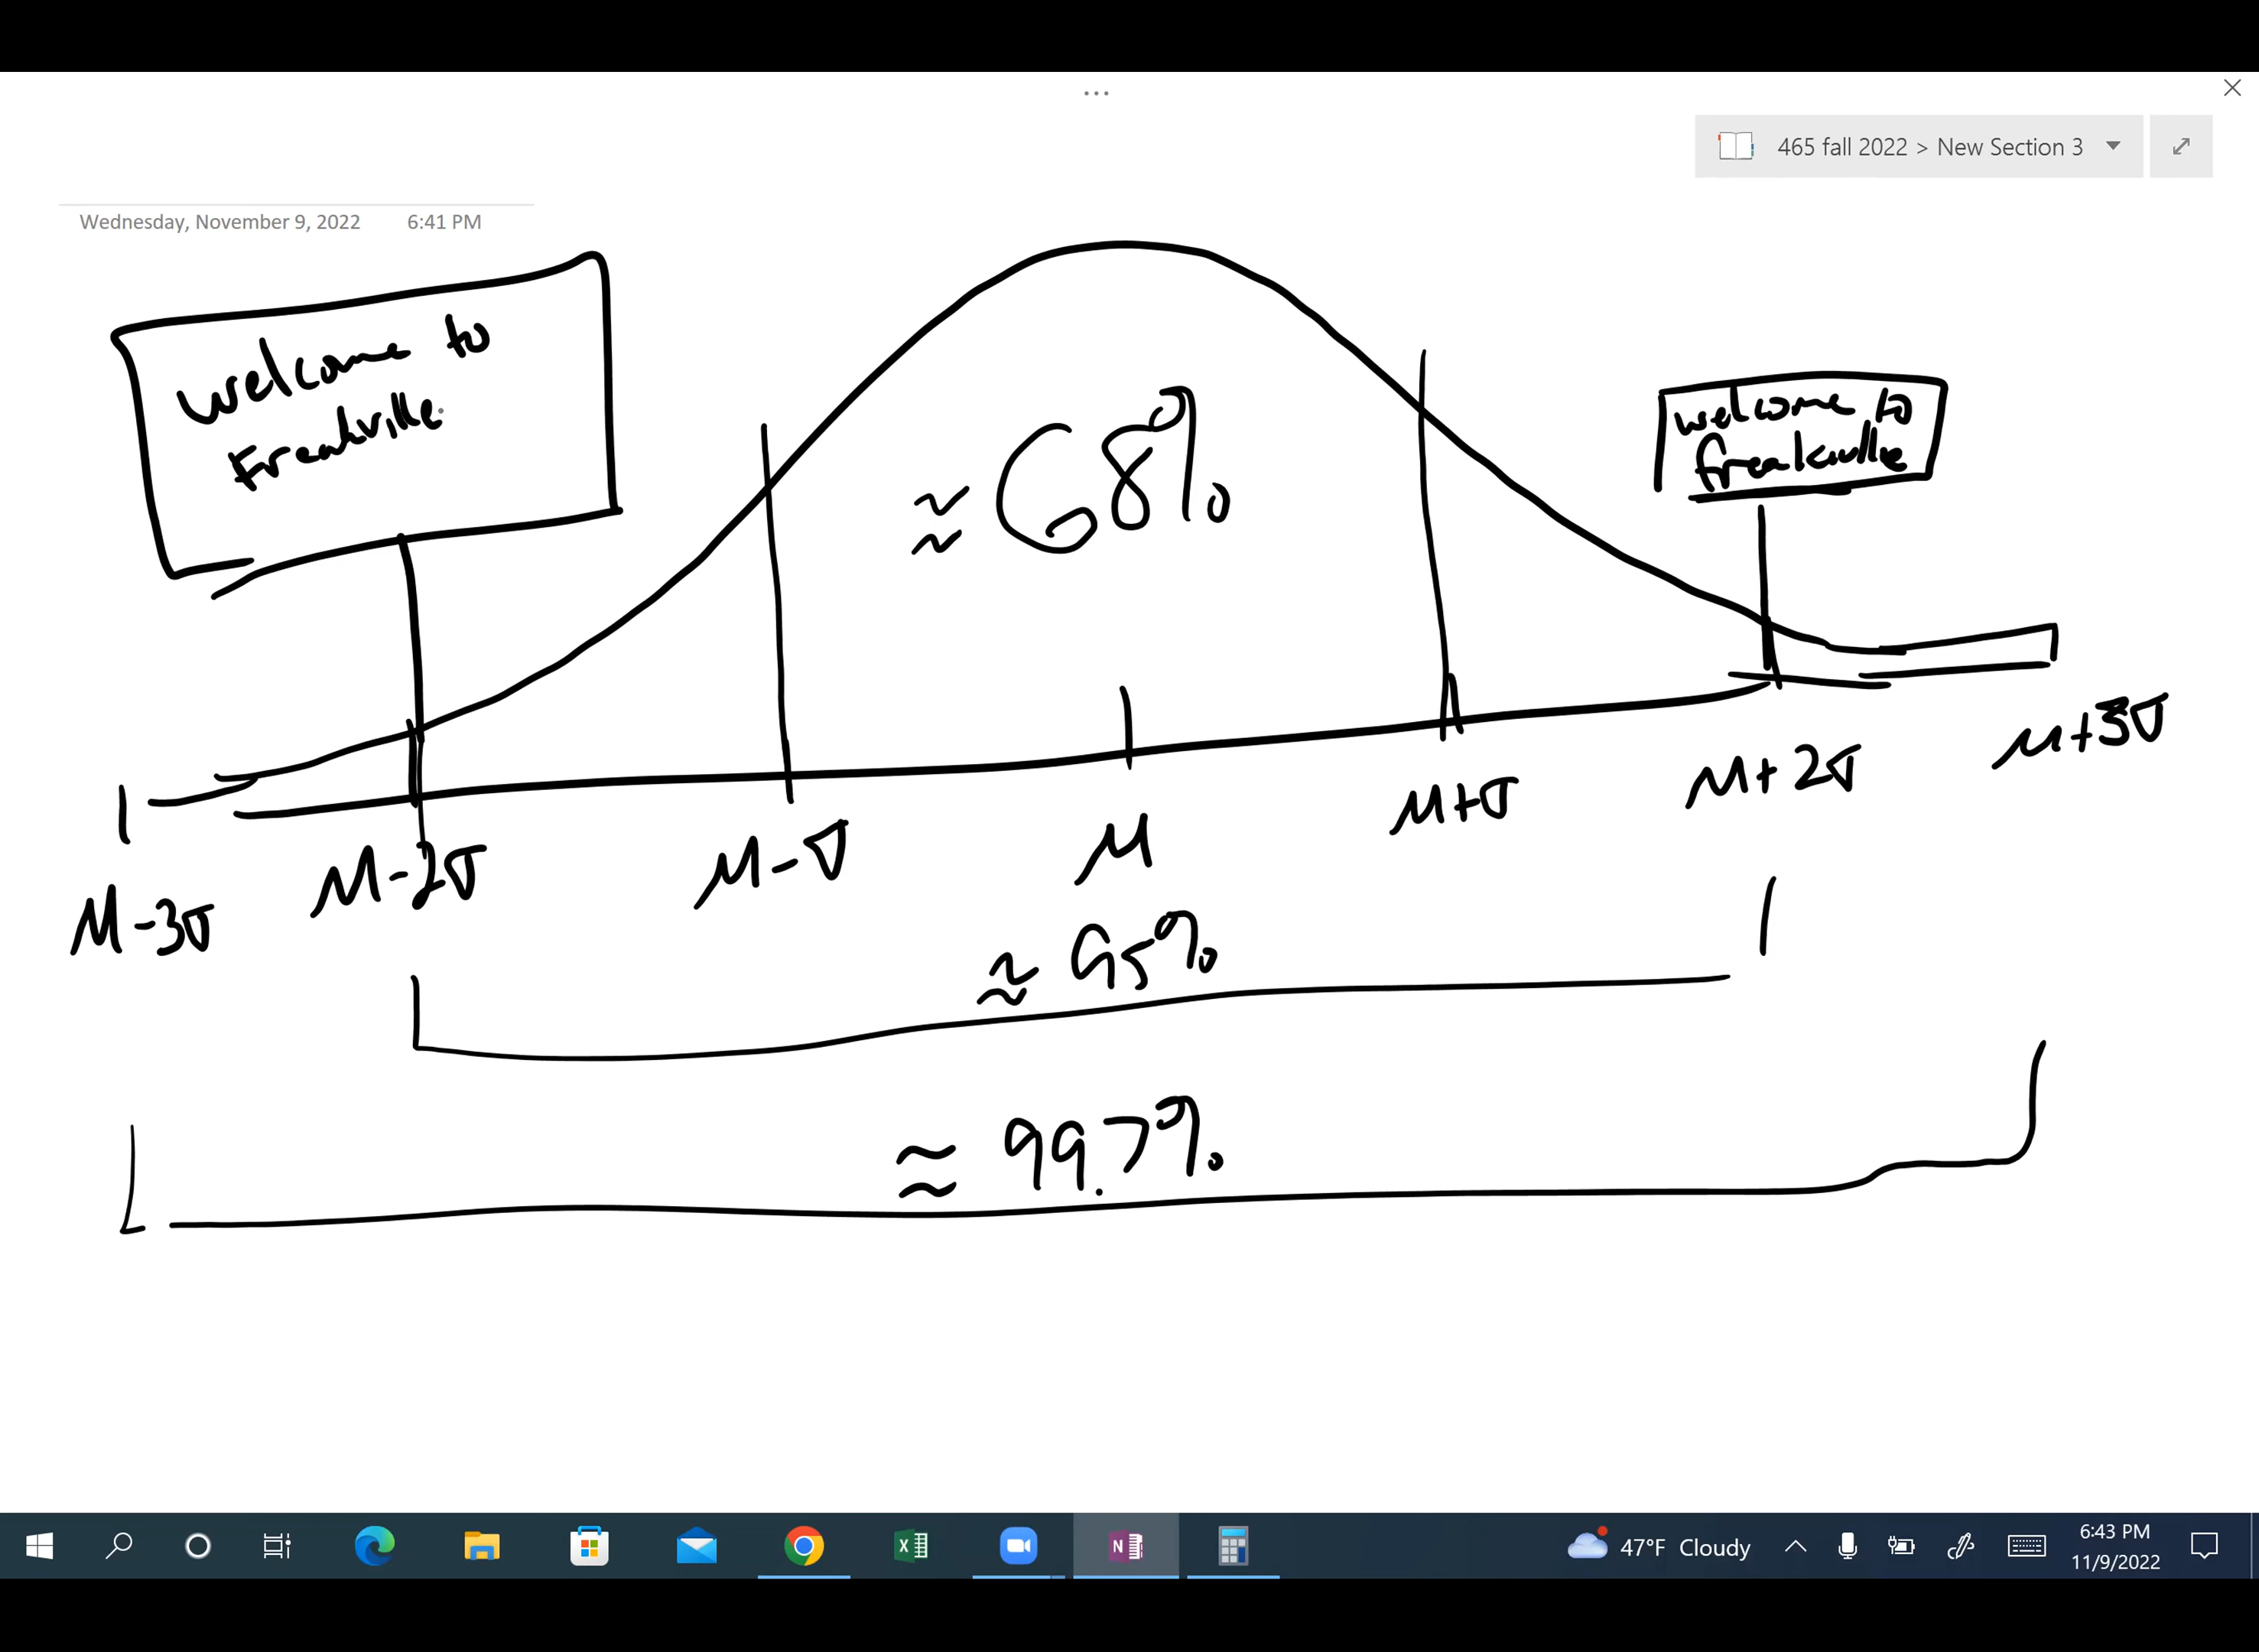 465 fall 2022 > New Section 3
Wednesday, November 9, 2022 6:41 PM
Welcome to
Freakville.
welcome to
freakville
≈ 68%
μ-3σ μ-2σ μ-σ μ μ+σ μ+2σ μ+3σ
≈ 95%
≈ 99.7%
47°F Cloudy
6:43 PM
11/9/2022